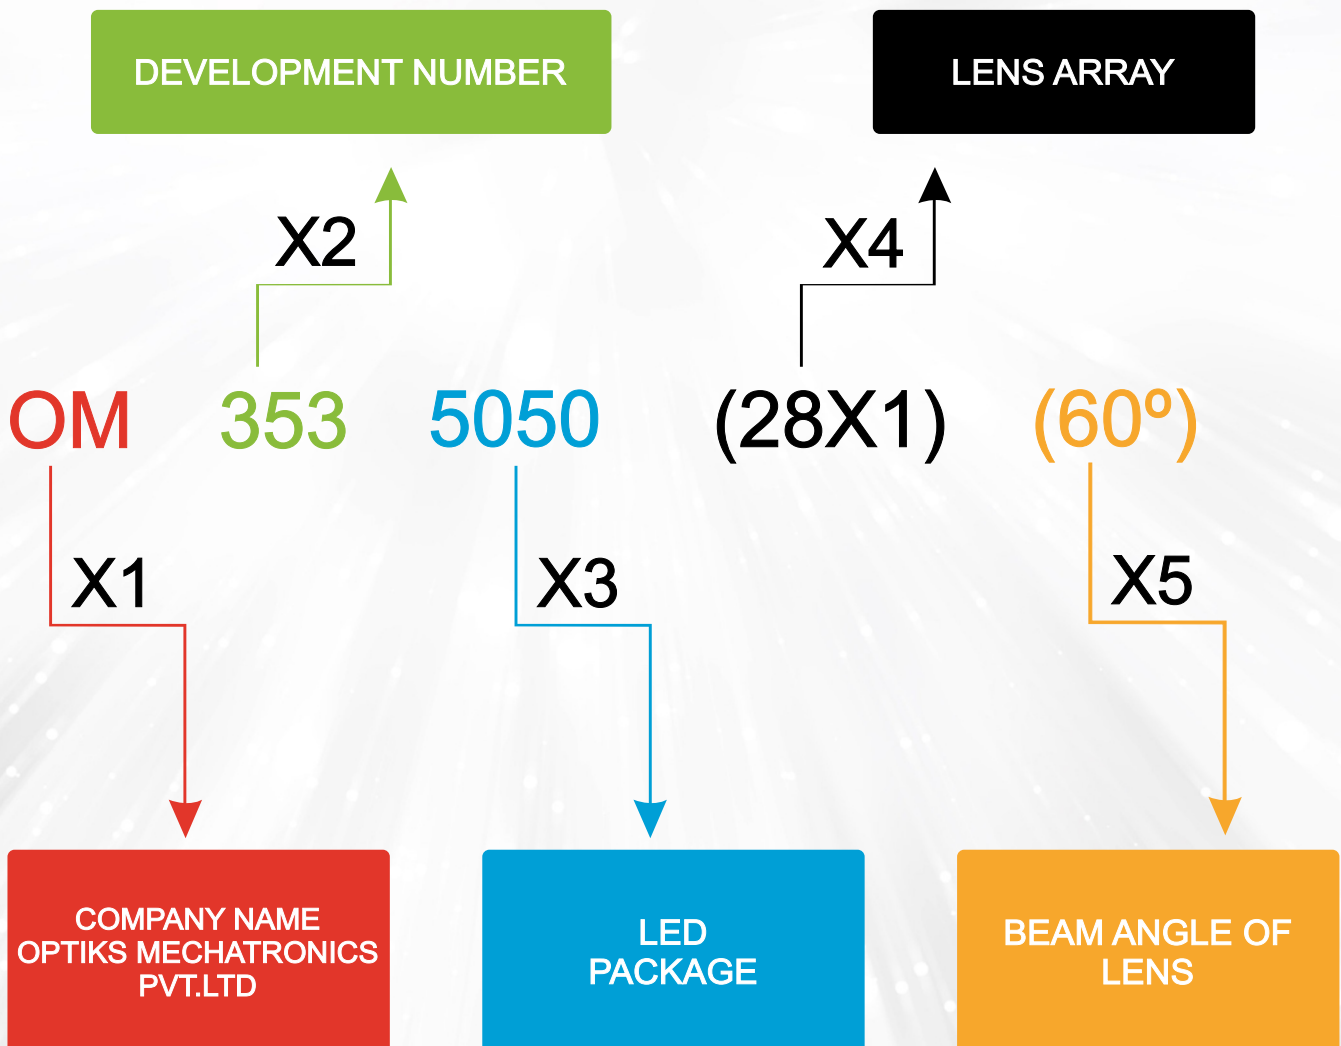 DEVELOPMENT NUMBER
LENS ARRAY
X2
X4
OM 353 5050 (28X1) (60º)
X1
X3
X5
COMPANY NAME
OPTIKS MECHATRONICS
PVT.LTD
LED
PACKAGE
BEAM ANGLE OF
LENS